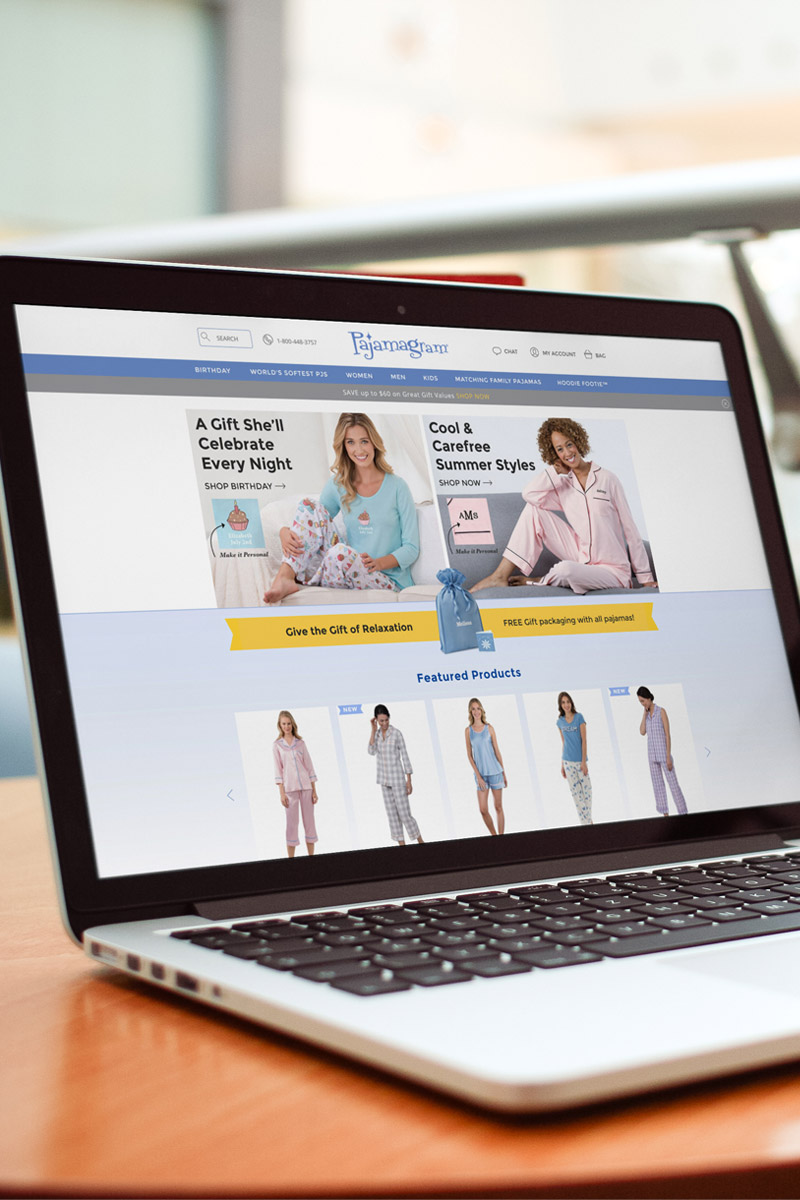 SEARCH
1-800-448-3757
Pajamagram
CHAT
MY ACCOUNT
BAG
BIRTHDAY WORLD'S SOFTEST PJS WOMEN MEN KIDS MATCHING FAMILY PAJAMAS HOODIE FOOTIE™
SAVE up to $60 on Great Gift Values SHOP NOW
A Gift She'll
Celebrate
Every Night
SHOP BIRTHDAY →
Make it Personal
Cool &
Carefree
Summer Styles
SHOP NOW →
AMS
Make it Personal
Give the Gift of Relaxation
FREE Gift packaging with all pajamas!
Featured Products
NEW
NEW